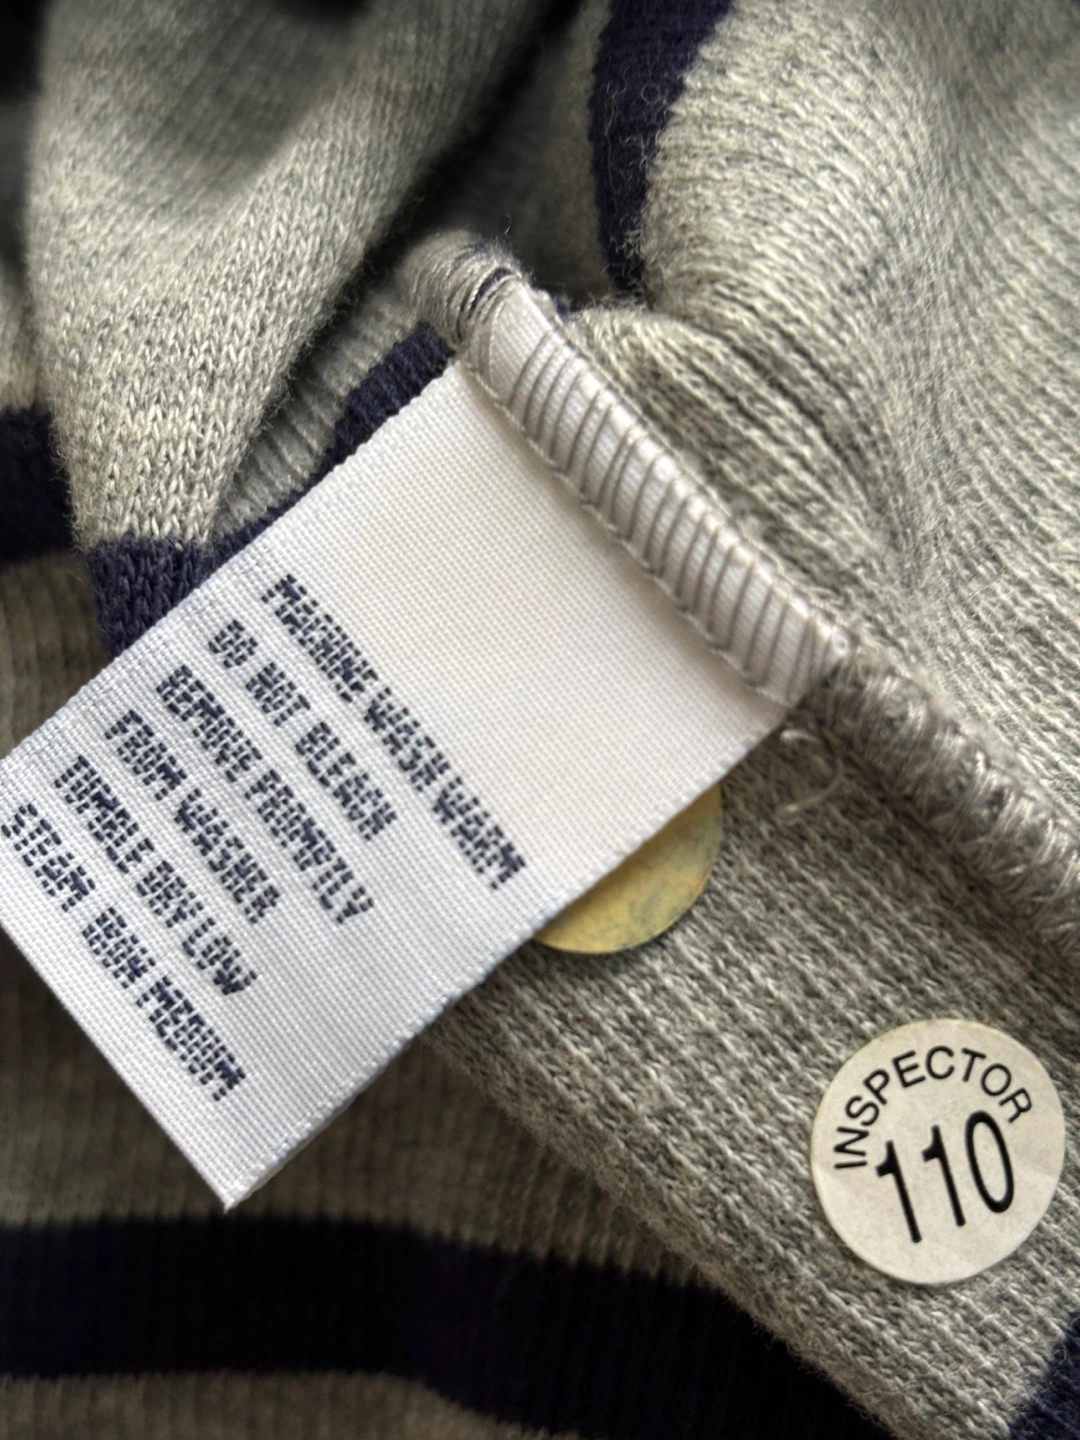 MACHINE WASH WARM
DO NOT BLEACH
REMOVE PROMPTLY
FROM WASHER
TUMBLE DRY LOW
STEAM IRON MEDIUM
INSPECTOR
110